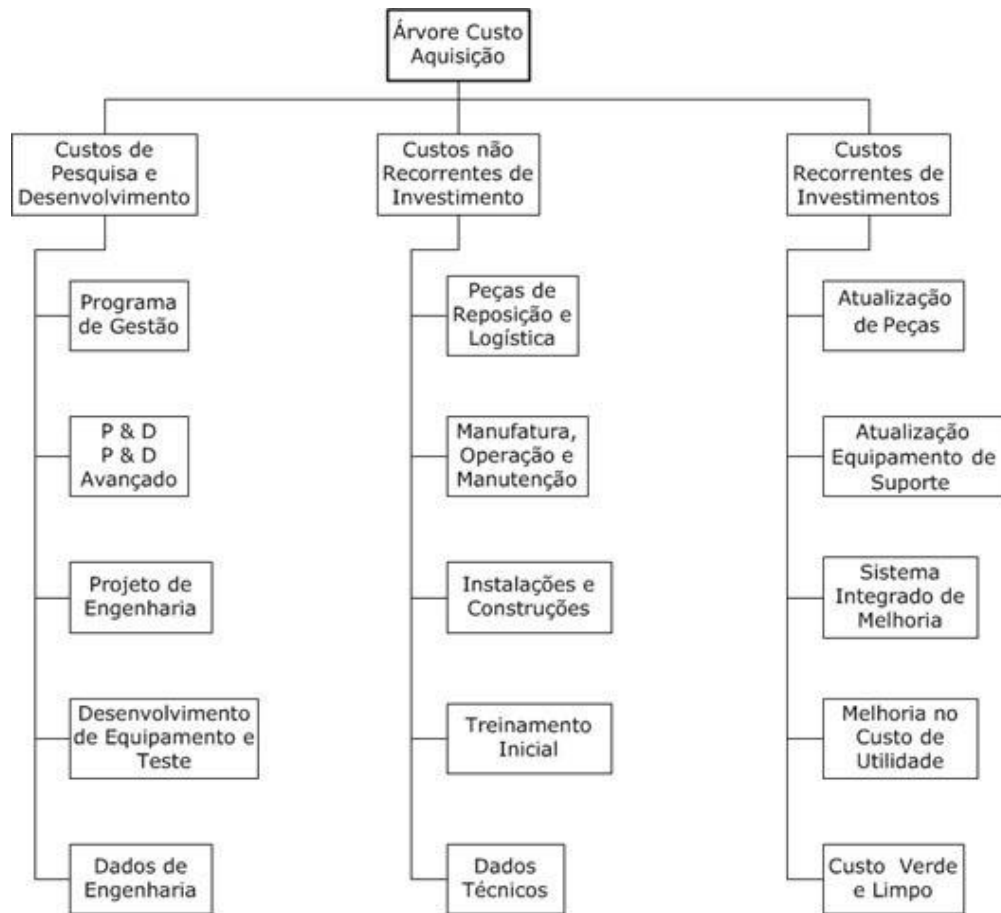 Árvore Custo
Aquisição
Custos de
Pesquisa e
Desenvolvimento
Custos não
Recorrentes de
Investimento
Custos
Recorrentes de
Investimentos
Programa
de Gestão
Peças de
Reposição e
Logística
Atualização
de Peças
P & D
P & D
Avançado
Manufatura,
Operação e
Manutenção
Atualização
Equipamento de
Suporte
Projeto de
Engenharia
Instalações e
Construções
Sistema
Integrado de
Melhoria
Desenvolvimento
de Equipamento e
Teste
Treinamento
Inicial
Melhoria no
Custo de
Utilidade
Dados de
Engenharia
Dados
Técnicos
Custo Verde
e Limpo